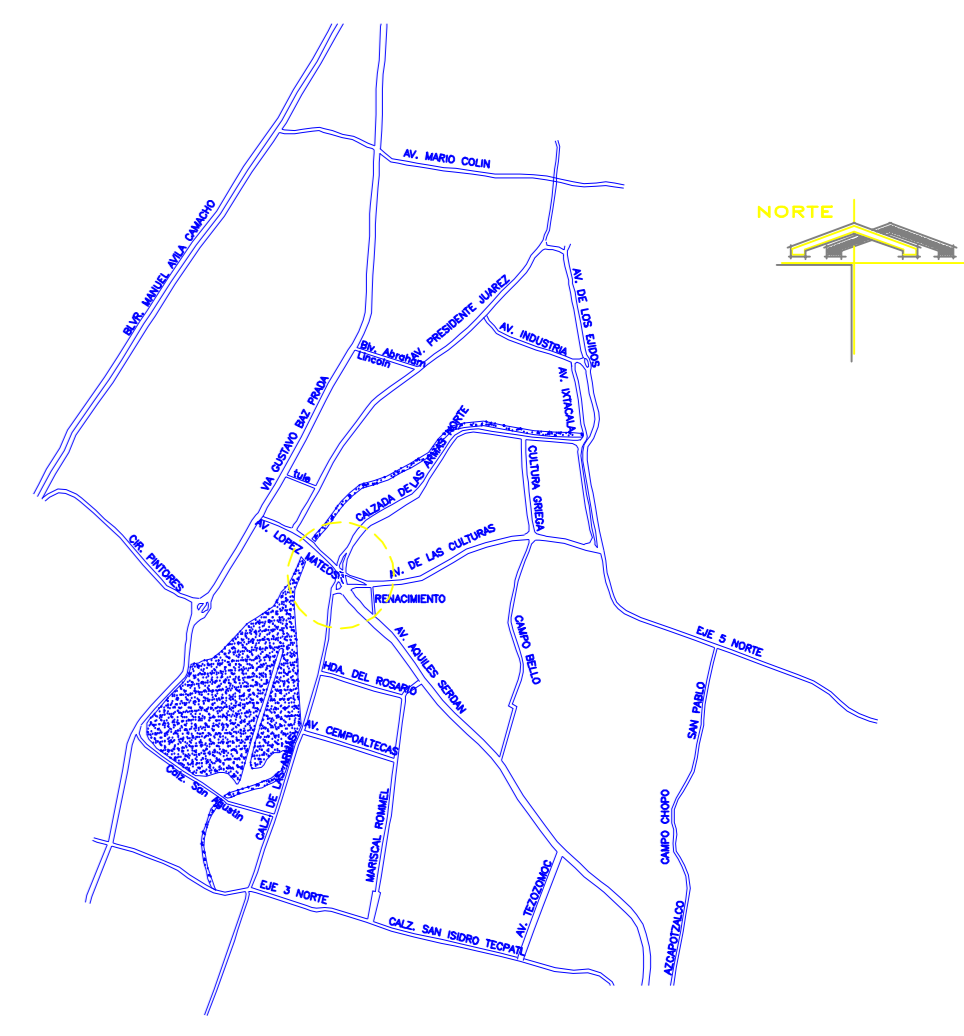 AV. MARIO COLIN
NORTE
BLVR. MANUEL AVILA CAMACHO
AV. PRESIDENTE JUAREZ
AV. DE LOS EJIDOS
AV. INDUSTRIA
Blv. Abraham
Lincoln
AV. IXTACALA
VIA GUSTAVO BAZ PRADA
CALZADA DE LAS ARMAS NORTE
tule
CULTURA GRIEGA
AV. LOPEZ MATEOS
AV. DE LAS CULTURAS
CIR. PINTORES
RENACIMIENTO
CAMPO BELLO
AV. AQUILES SERDAN
EJE 5 NORTE
HDA. DEL ROSARIO
SAN PABLO
AV. CEMPOALTECAS
Calz. San Agustin
CALZ. DE LAS ARMAS
MARISCAL ROMMEL
CAMPO CHOPO
AV. TEZOZOMOC
EJE 3 NORTE
CALZ. SAN ISIDRO TECPATL
AZCAPOTZALCO